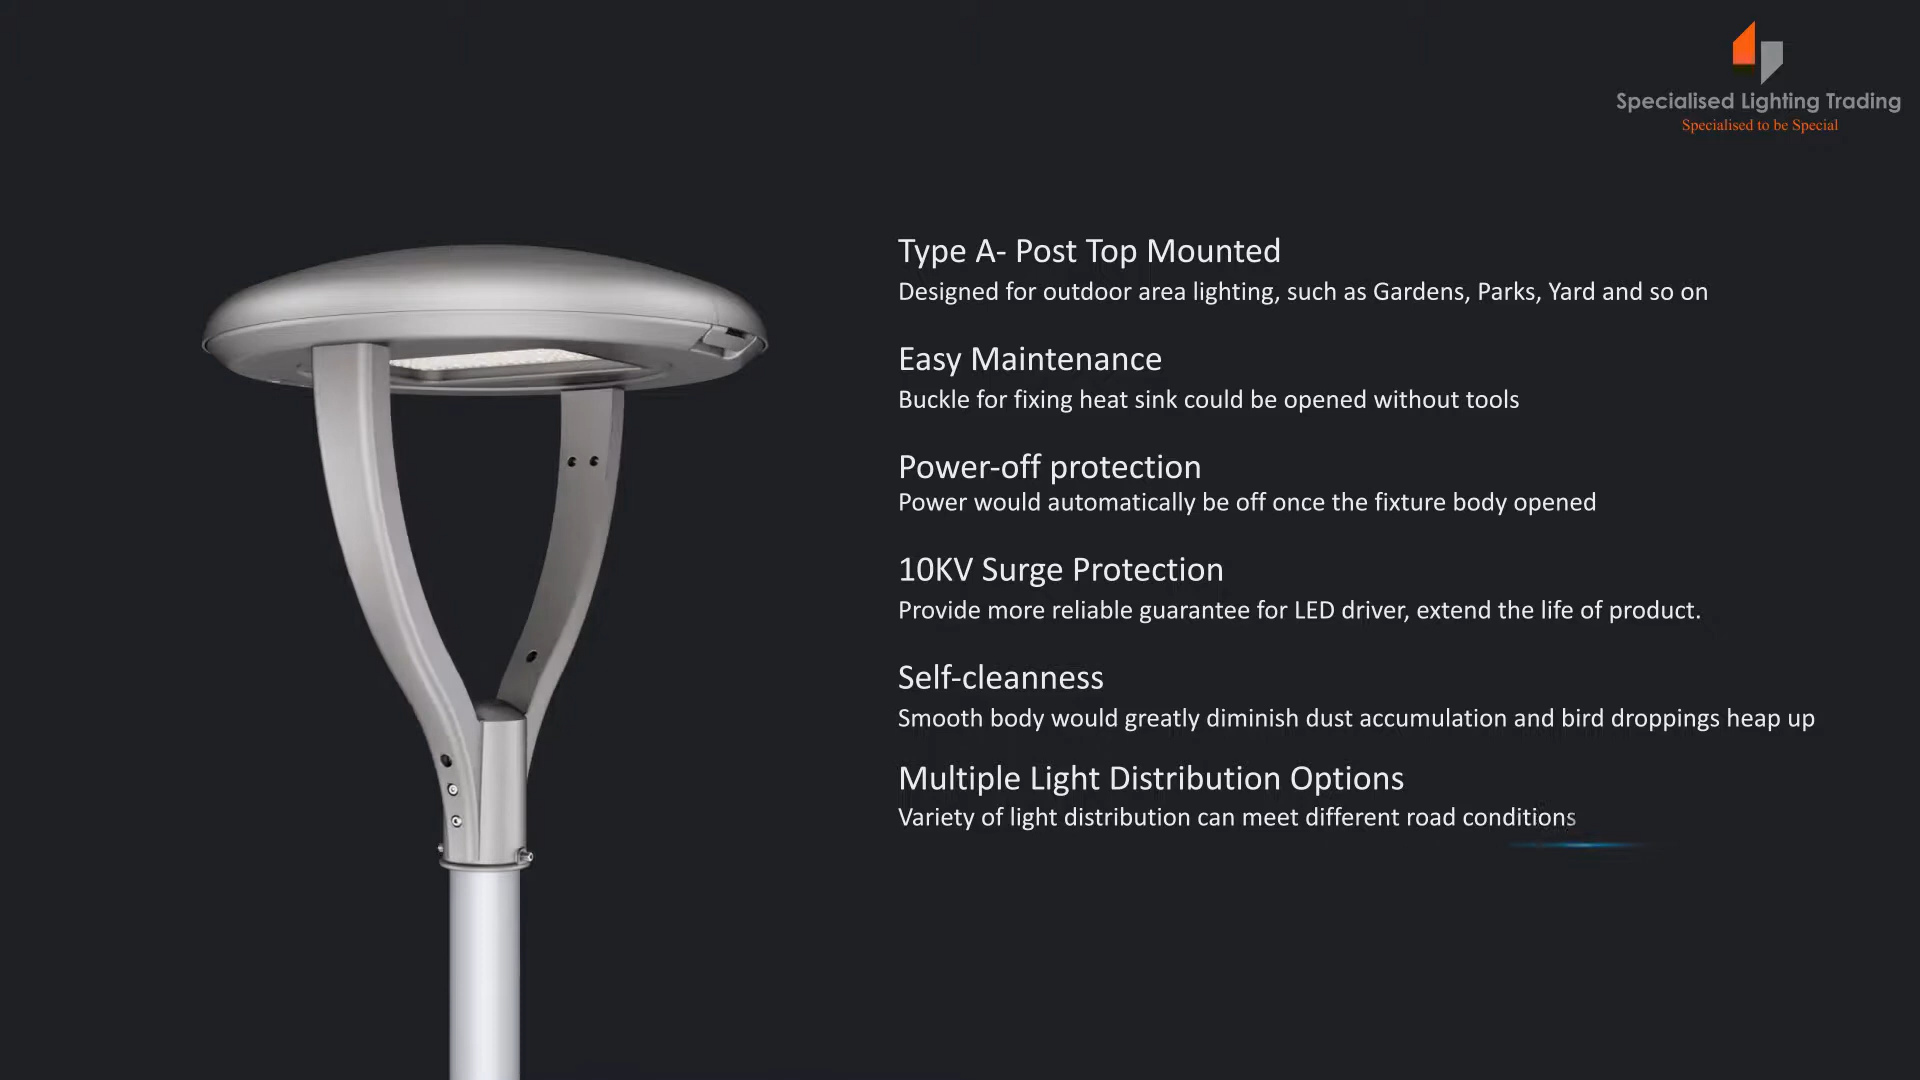 Specialised Lighting Trading
Specialised to be Special
Type A- Post Top Mounted
Designed for outdoor area lighting, such as Gardens, Parks, Yard and so on
Easy Maintenance
Buckle for fixing heat sink could be opened without tools
Power-off protection
Power would automatically be off once the fixture body opened
10KV Surge Protection
Provide more reliable guarantee for LED driver, extend the life of product.
Self-cleanness
Smooth body would greatly diminish dust accumulation and bird droppings heap up
Multiple Light Distribution Options
Variety of light distribution can meet different road conditions